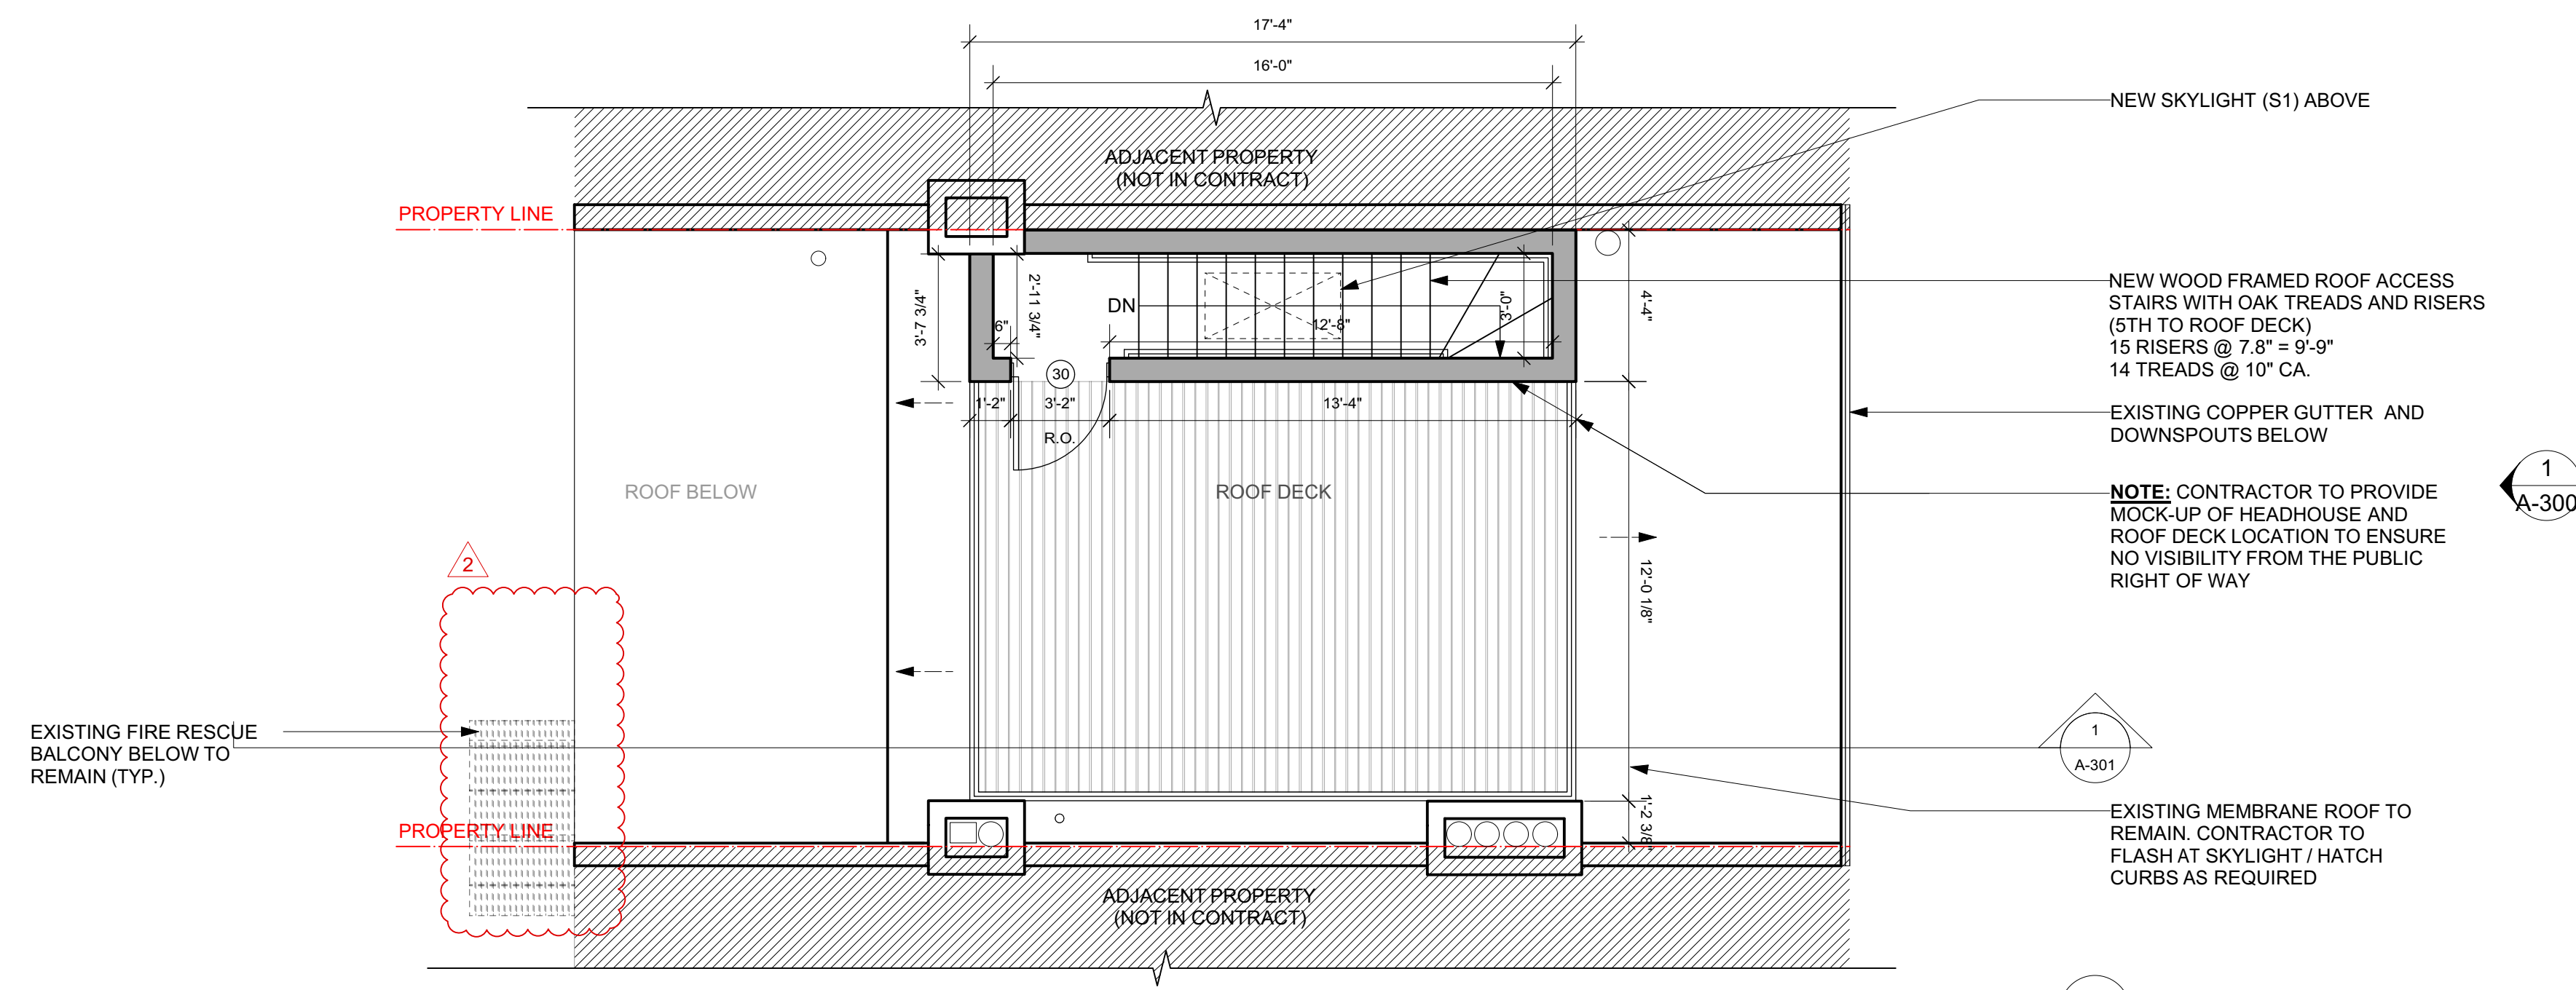 17'-4"
16'-0"
NEW SKYLIGHT (S1) ABOVE
ADJACENT PROPERTY
(NOT IN CONTRACT)
PROPERTY LINE
3'-7 3/4"
2'-11 3/4"
6"
DN
12'-8"
3'-0"
4'-4"
NEW WOOD FRAMED ROOF ACCESS
STAIRS WITH OAK TREADS AND RISERS
(5TH TO ROOF DECK)
15 RISERS @ 7.8" = 9'-9"
14 TREADS @ 10" CA.
30
1'-2"
3'-2"
13'-4"
R.O.
EXISTING COPPER GUTTER AND
DOWNSPOUTS BELOW
ROOF BELOW
ROOF DECK
NOTE: CONTRACTOR TO PROVIDE
MOCK-UP OF HEADHOUSE AND
ROOF DECK LOCATION TO ENSURE
NO VISIBILITY FROM THE PUBLIC
RIGHT OF WAY
1
A-300
2
12'-0 1/8"
EXISTING FIRE RESCUE
BALCONY BELOW TO
REMAIN (TYP.)
1
A-301
PROPERTY LINE
1'-2 3/8"
EXISTING MEMBRANE ROOF TO
REMAIN. CONTRACTOR TO
FLASH AT SKYLIGHT / HATCH
CURBS AS REQUIRED
ADJACENT PROPERTY
(NOT IN CONTRACT)